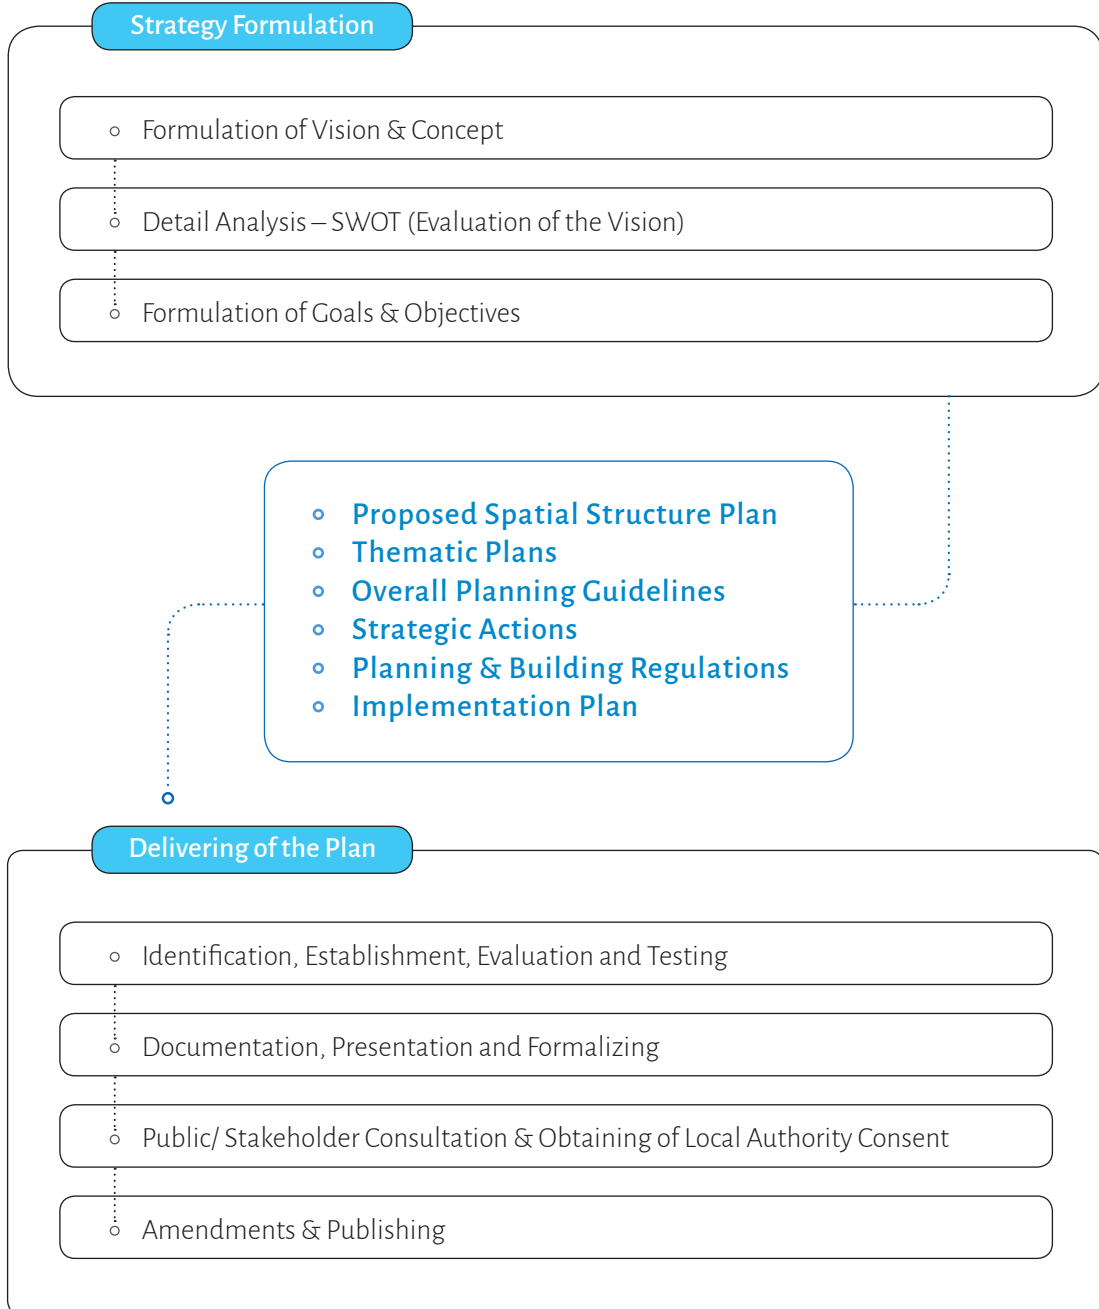 Strategy Formulation
Formulation of Vision & Concept
Detail Analysis – SWOT (Evaluation of the Vision)
Formulation of Goals & Objectives
Proposed Spatial Structure Plan
Thematic Plans
Overall Planning Guidelines
Strategic Actions
Planning & Building Regulations
Implementation Plan
Delivering of the Plan
Identification, Establishment, Evaluation and Testing
Documentation, Presentation and Formalizing
Public/ Stakeholder Consultation & Obtaining of Local Authority Consent
Amendments & Publishing